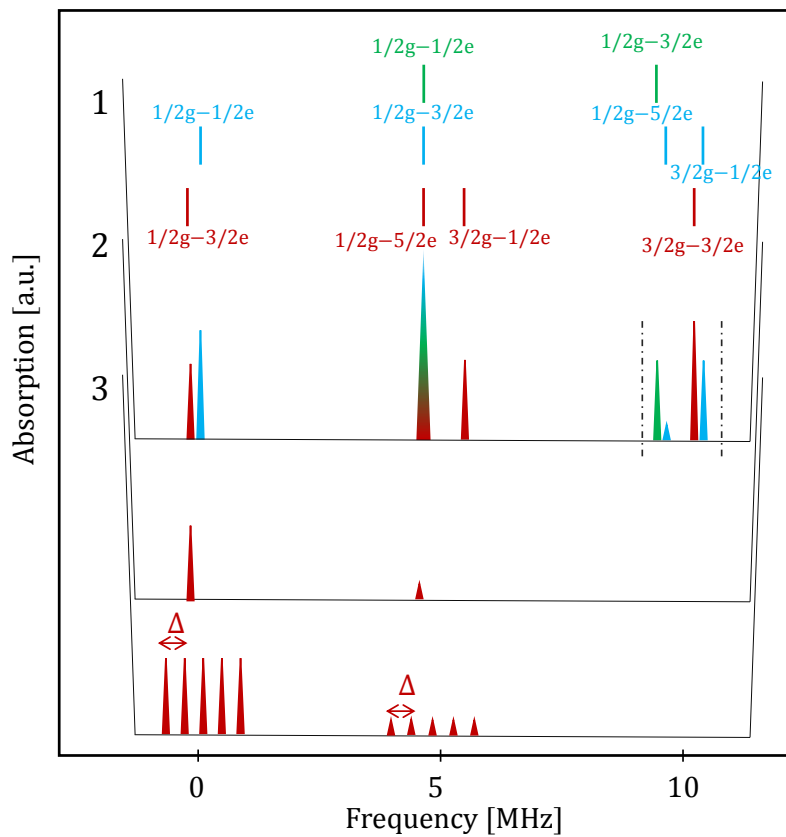 1/2g−1/2e
1/2g−3/2e
1
1/2g−1/2e
1/2g−3/2e
1/2g−5/2e
3/2g−1/2e
2
1/2g−3/2e
1/2g−5/2e
3/2g−1/2e
3/2g−3/2e
3
Δ
Δ
0
5
10
Frequency [MHz]
Absorption [a.u.]